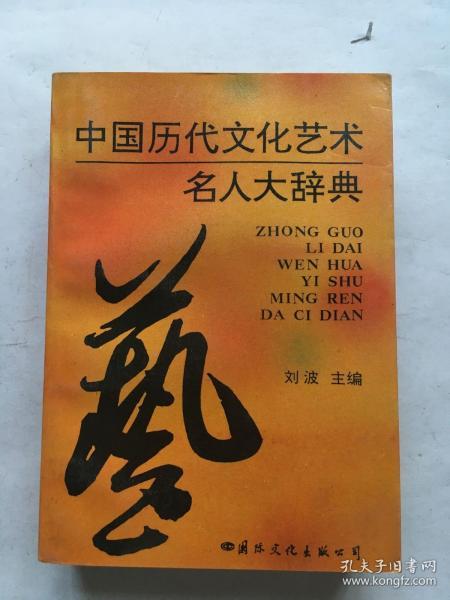 中国历代文化艺术
名人大辞典
ZHONG GUO
LI DAI
WEN HUA
YI SHU
MING REN
DA CI DIAN
刘波 主编
藝
国际文化出版公司
孔夫子旧书网
www.kongfz.com